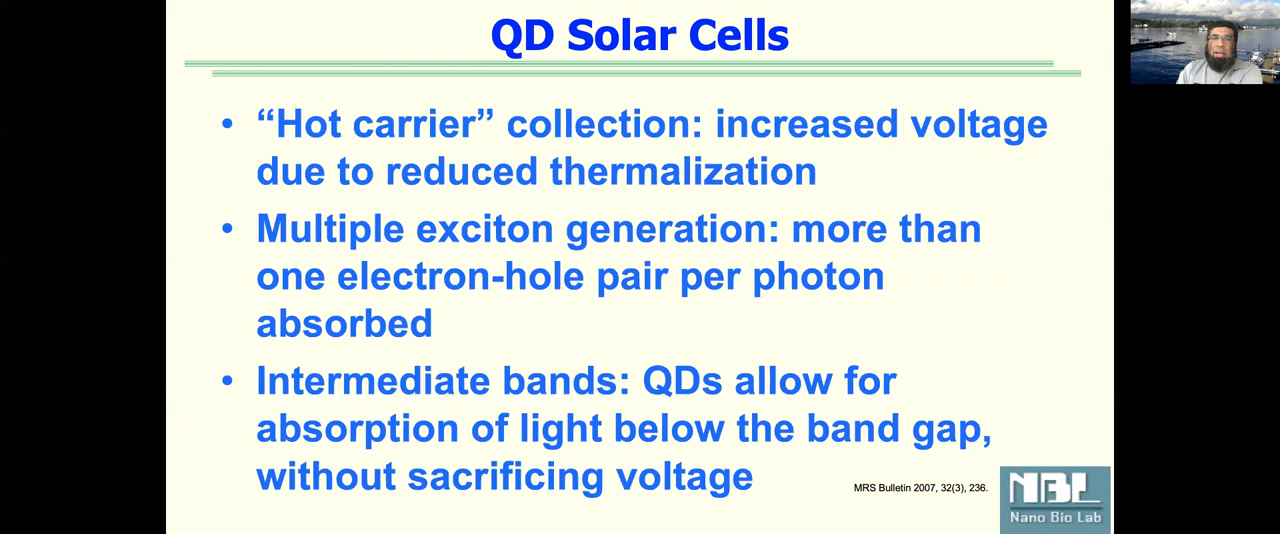 QD Solar Cells
• “Hot carrier” collection: increased voltage
due to reduced thermalization
• Multiple exciton generation: more than
one electron-hole pair per photon
absorbed
• Intermediate bands: QDs allow for
absorption of light below the band gap,
without sacrificing voltage
MRS Bulletin 2007, 32(3), 236.
NBL
Nano Bio Lab